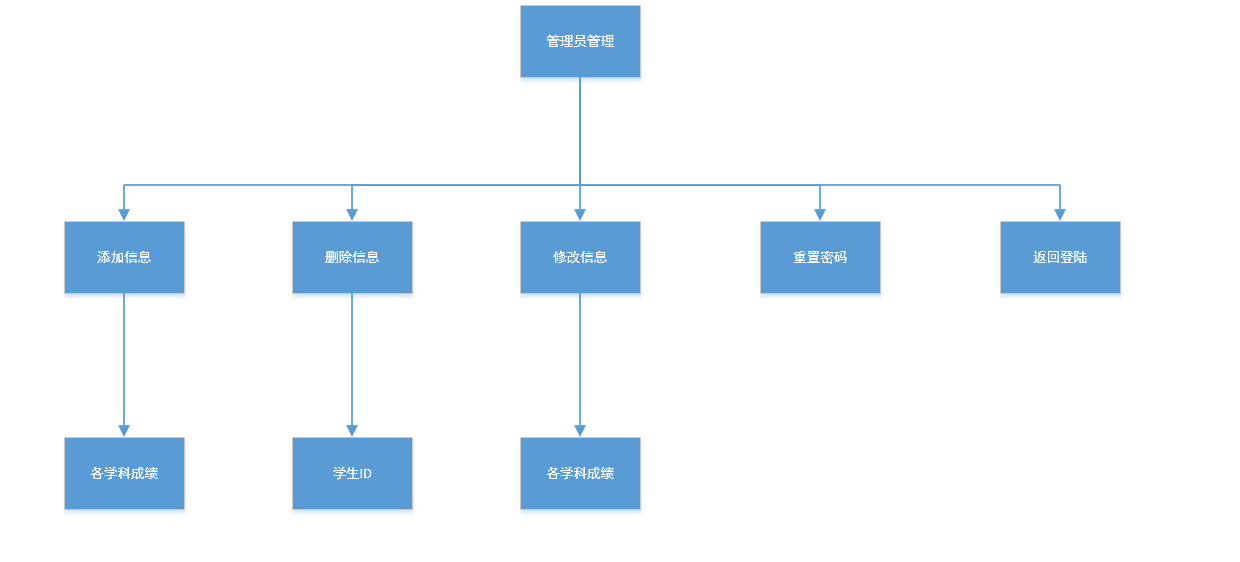 管理员管理
添加信息
删除信息
修改信息
重置密码
返回登陆
各学科成绩
学生ID
各学科成绩